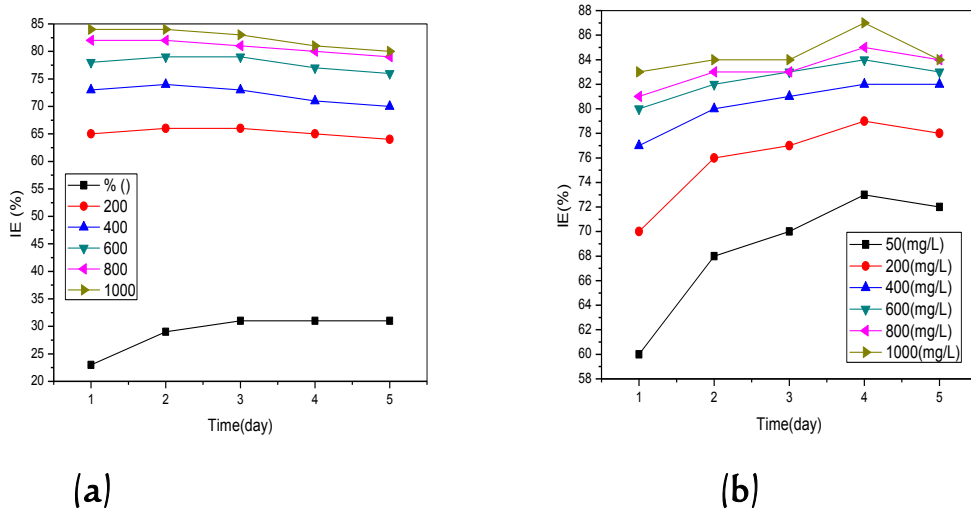 85
80
75
70
65
60
55
50
45
40
35
30
25
20
IE (%)
% ()
200
400
600
800
1000
1 2 3 4 5
Time(day)
(a)
88
86
84
82
80
78
76
74
72
70
68
66
64
62
60
58
IE(%)
50(mg/L)
200(mg/L)
400(mg/L)
600(mg/L)
800(mg/L)
1000(mg/L)
1 2 3 4 5
Time(day)
(b)